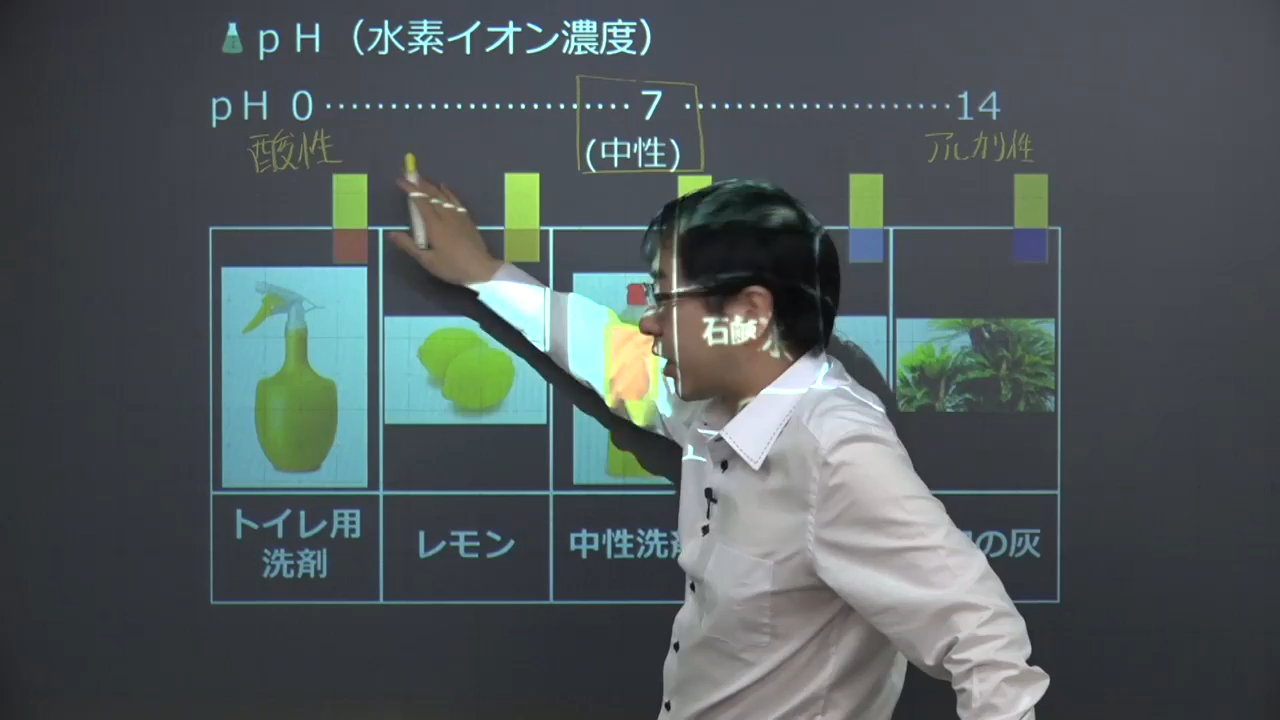 pH（水素イオン濃度）
pH 0 ………………… 7 ………………… 14
酸性 (中性) アルカリ性
石鹸
トイレ用
洗剤
レモン
中性洗
の灰